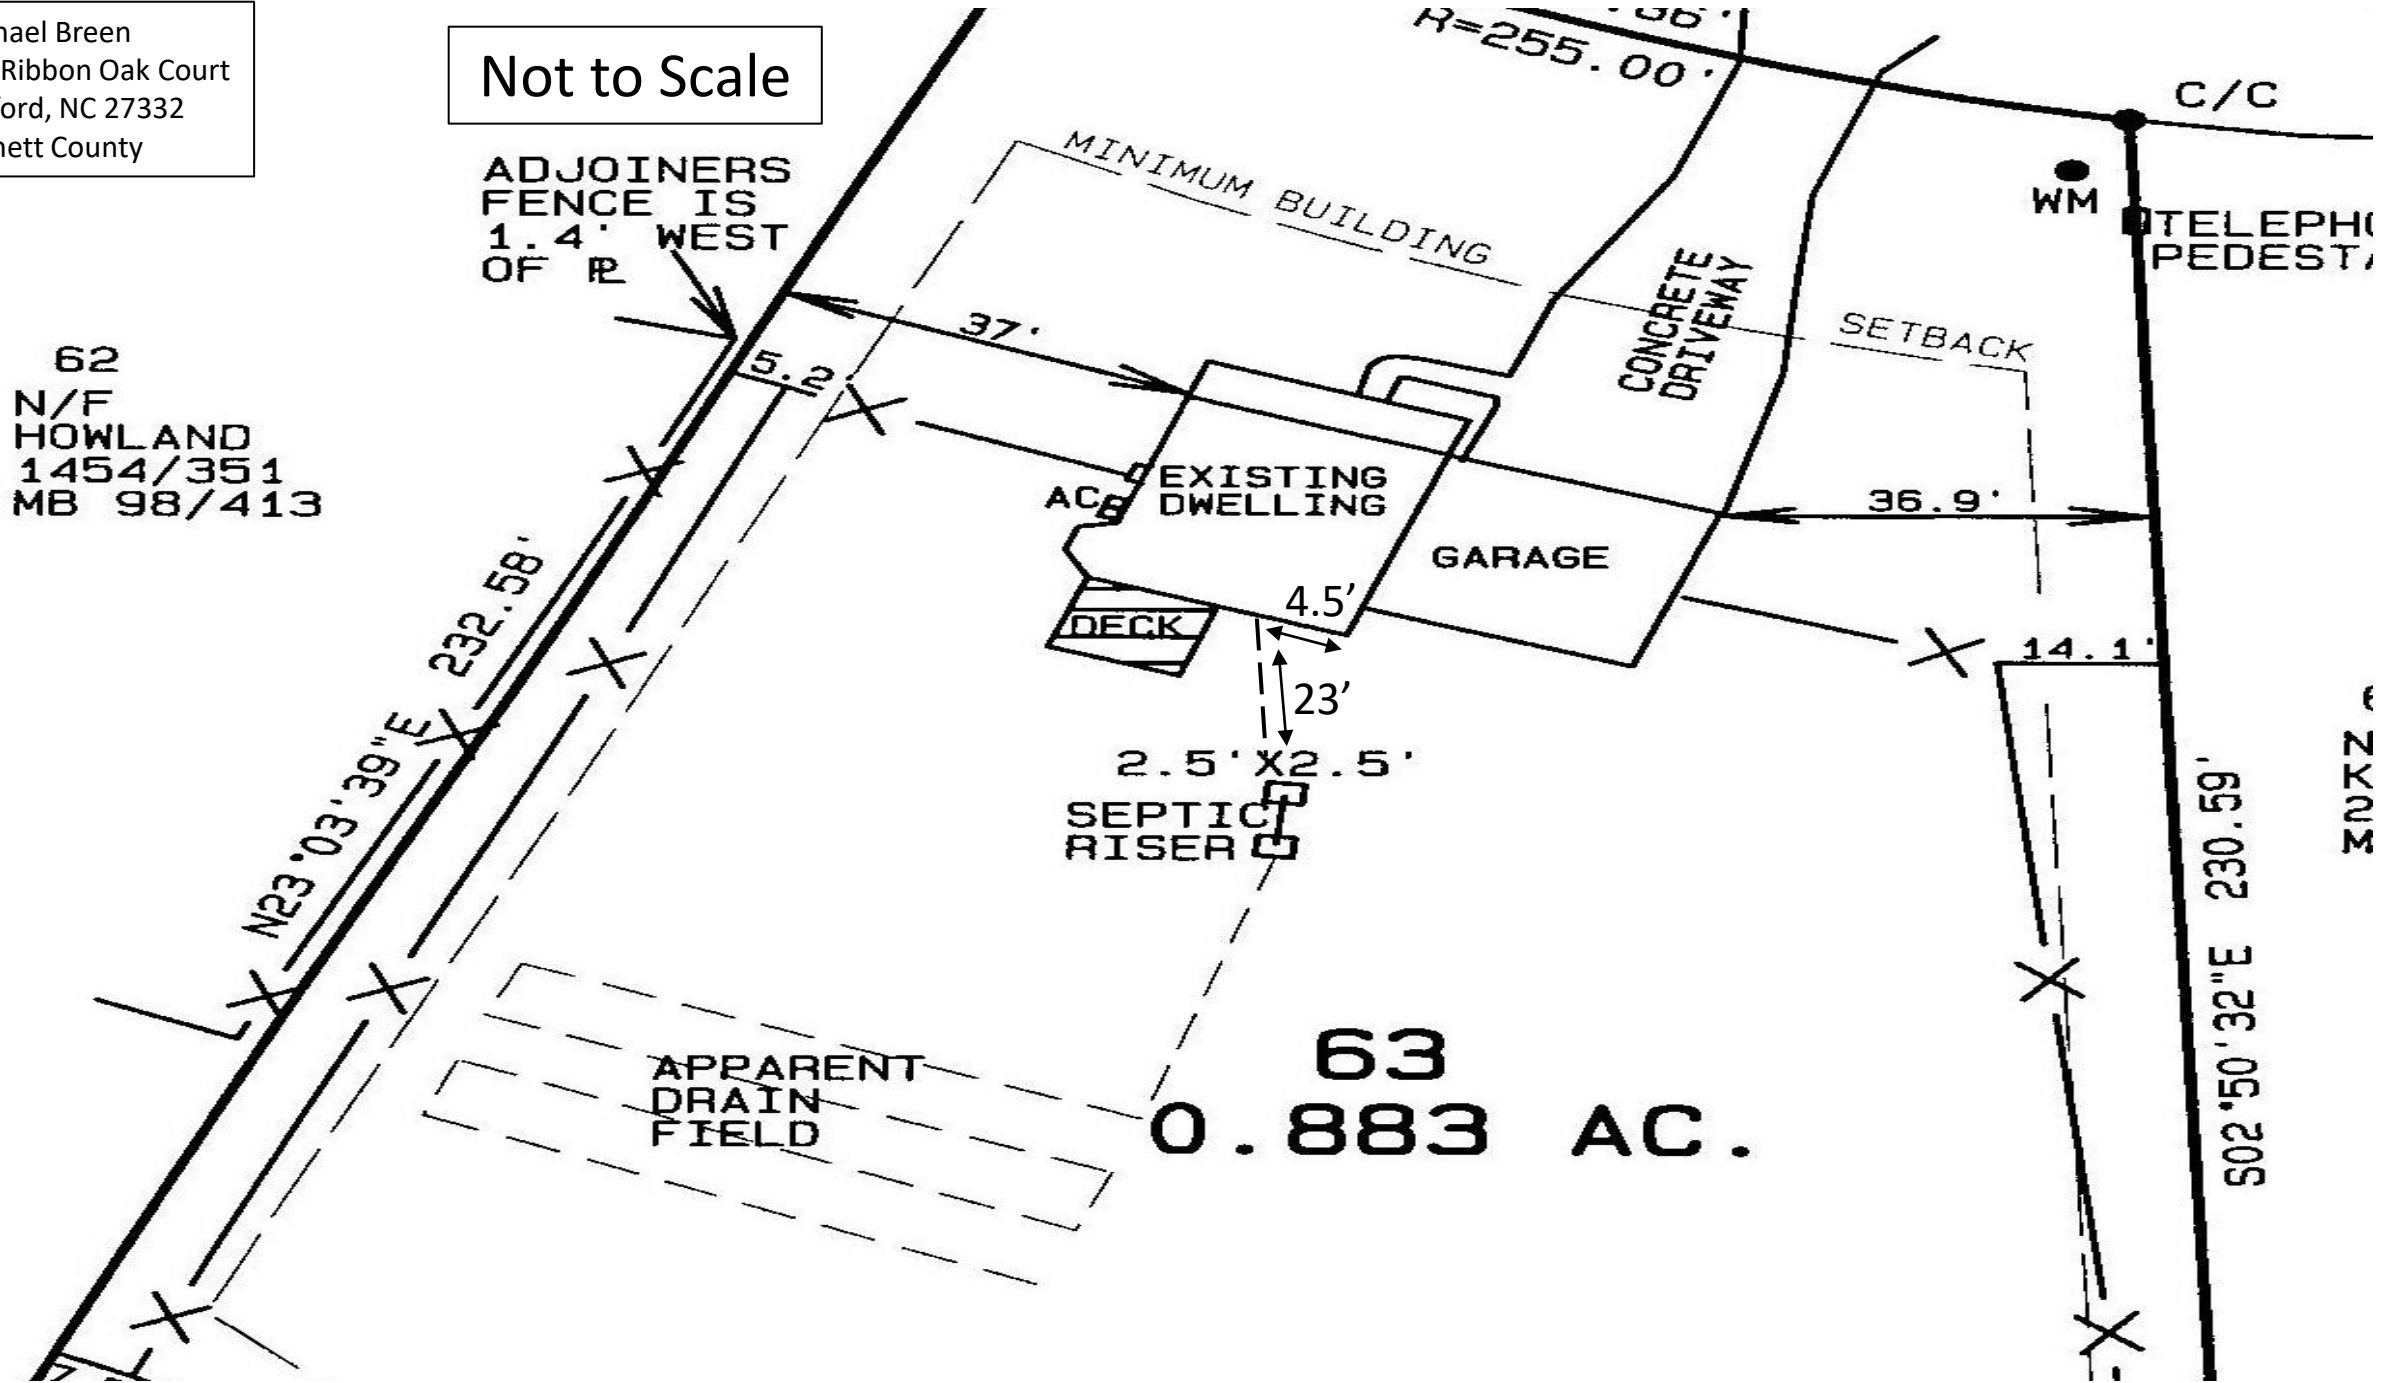 hael Breen
Ribbon Oak Court
ford, NC 27332
nett County
Not to Scale
R=255.00'
C/C
WM
TELEPHO
PEDESTA
ADJOINERS
FENCE IS
1.4' WEST
OF PL
MINIMUM BUILDING SETBACK
CONCRETE
DRIVEWAY
62
N/F
HOWLAND
1454/351
MB 98/413
37'
5.2'
AC
EXISTING
DWELLING
GARAGE
36.9'
14.1'
DECK
4.5'
23'
2.5'X2.5'
SEPTIC
RISER
N23°03'39"E 232.58'
S02°50'32"E 230.59'
APPARENT
DRAIN
FIELD
63
0.883 AC.